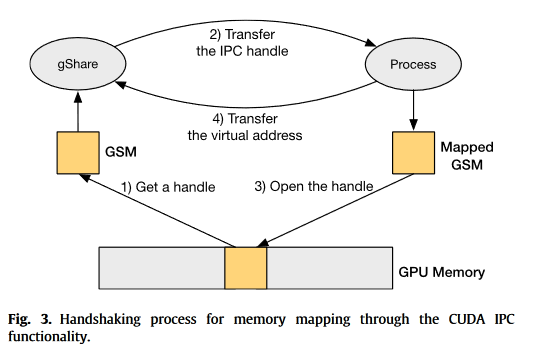 2) Transfer
the IPC handle
gShare
Process
4) Transfer
the virtual address
GSM
Mapped
GSM
1) Get a handle
3) Open the handle
GPU Memory
Fig. 3. Handshaking process for memory mapping through the CUDA IPC
functionality.